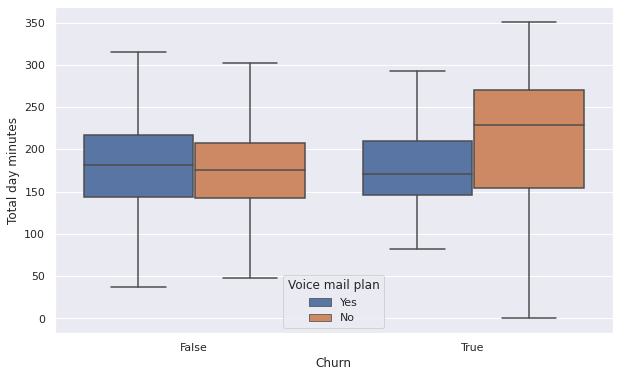 350
300
250
200
150
100
50
0
Total day minutes
Voice mail plan
Yes
No
False
True
Churn